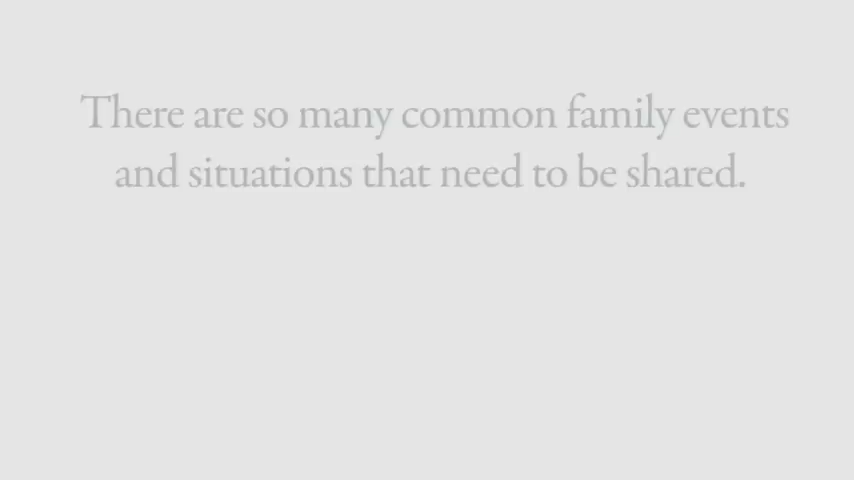 There are so many common family events
and situations that need to be shared.